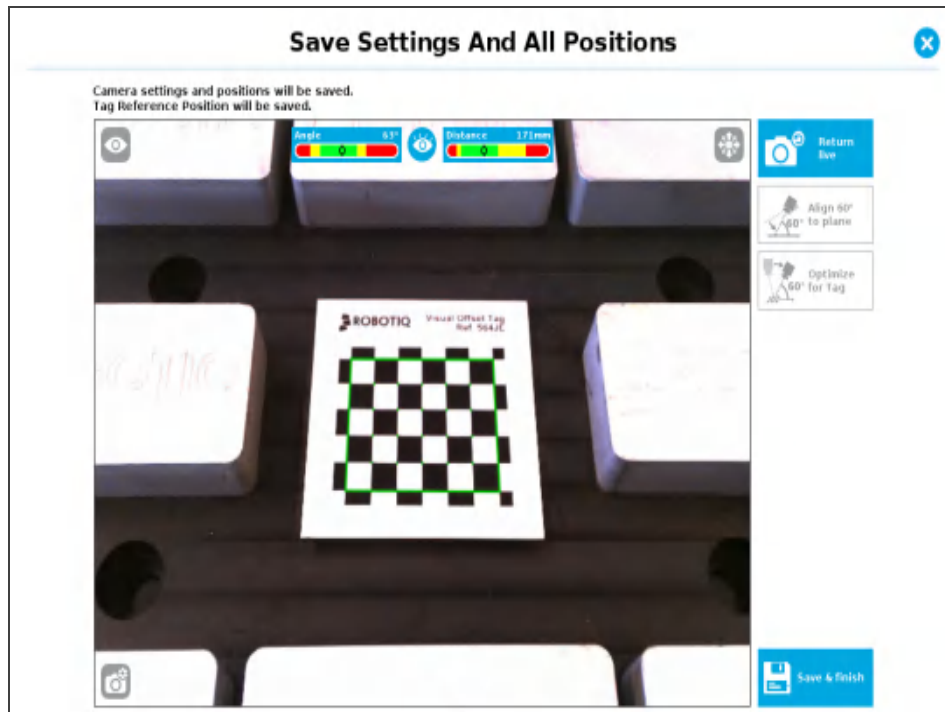 Save Settings And All Positions
Camera settings and positions will be saved.
Tag Reference Position will be saved.
Angle 63°
Distance 171mm
Return
live
Align 60°
60° to plane
Optimize
60° for Tag
ROBOTIQ
Visual Offset Tag
Ref. 564JE
Save & finish